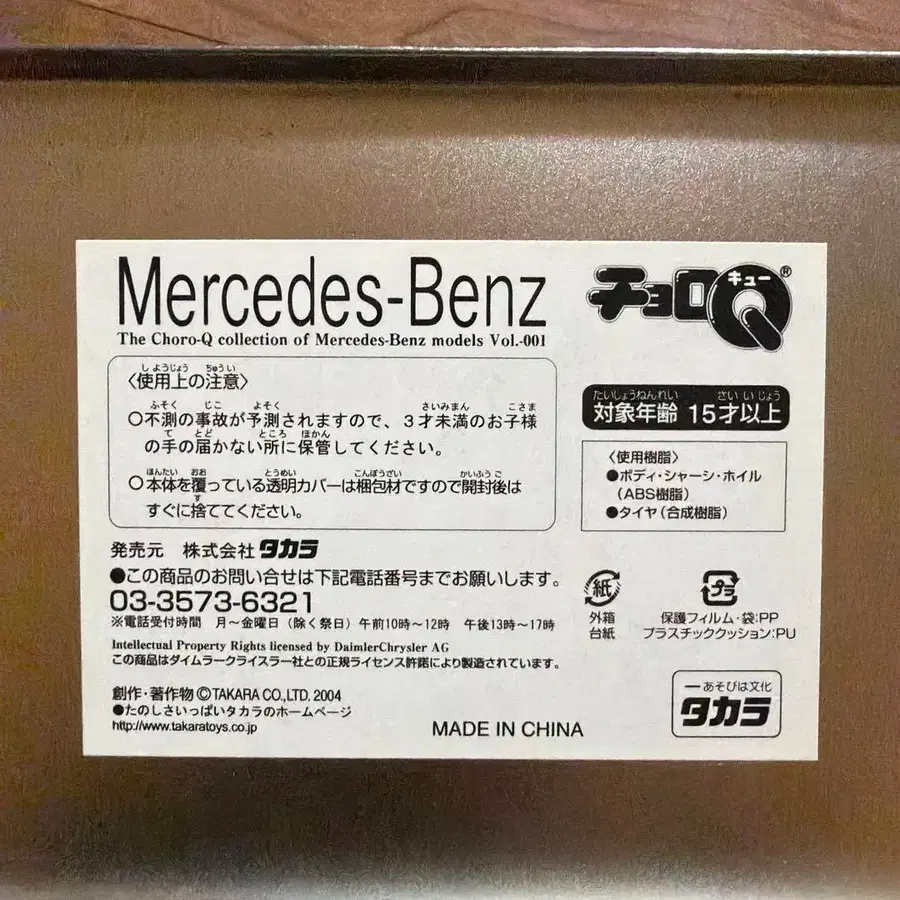 Mercedes-Benz
The Choro-Q collection of Mercedes-Benz models Vol.-001
チョロQ キュー®
しようじょう ちゅうい
〈使用上の注意〉
ふそく じこ よそく さいみまん こさま
○不測の事故が予測されますので、3才未満のお子様
て とど ところ ほかん
の手の届かない所に保管してください。
ほんたい おお とうめい こんぽうざい かいふうご
○本体を覆っている透明カバーは梱包材ですので開封後は
す
すぐに捨ててください。
たいしょうねんれい さい いじょう
対象年齢 15才以上
〈使用樹脂〉
●ボディ・シャーシ・ホイル
(ABS樹脂)
●タイヤ(合成樹脂)
発売元 株式会社 タカラ
●この商品のお問い合せは下記電話番号までお願いします。
03-3573-6321
※電話受付時間 月〜金曜日(除く祭日)午前10時〜12時 午後13時〜17時
Intellectual Property Rights licensed by DaimlerChrysler AG
この商品はダイムラークライスラー社との正規ライセンス許諾により製造されています。
紙
外箱
台紙
プラ
保護フィルム・袋:PP
プラスチッククッション:PU
創作・著作物 ©TAKARA CO.,LTD. 2004
●たのしさいっぱいタカラのホームページ
http://www.takaratoys.co.jp
MADE IN CHINA
あそびは文化
タカラ